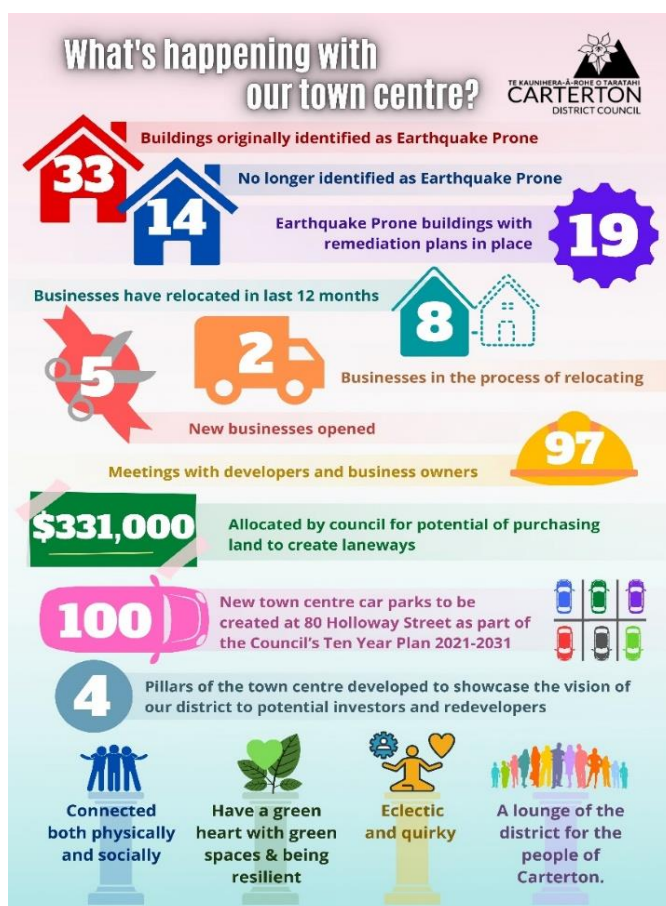 What's happening with
our town centre?
TE KAUNIHERA-Ā-ROHE O TARATAHI
CARTERTON
DISTRICT COUNCIL
33
Buildings originally identified as Earthquake Prone
14
No longer identified as Earthquake Prone
Earthquake Prone buildings with
remediation plans in place
19
Businesses have relocated in last 12 months
8
5
2
Businesses in the process of relocating
New businesses opened
97
Meetings with developers and business owners
$331,000
Allocated by council for potential of purchasing
land to create laneways
100
New town centre car parks to be
created at 80 Holloway Street as part of
the Council's Ten Year Plan 2021-2031
4
Pillars of the town centre developed to showcase the vision of
our district to potential investors and redevelopers
Connected
both physically
and socially
Have a green
heart with green
spaces & being
resilient
Eclectic
and quirky
A lounge of the
district for the
people of
Carterton.